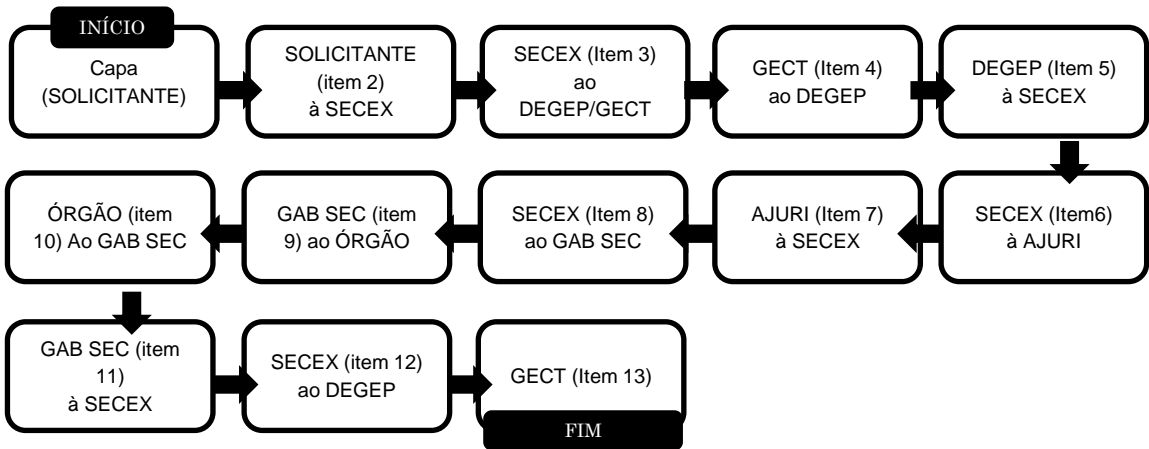 INÍCIO
Capa
(SOLICITANTE)
SOLICITANTE
(item 2)
à SECEX
SECEX (Item 3)
ao
DEGEP/GECT
GECT (Item 4)
ao DEGEP
DEGEP (Item 5)
à SECEX
SECEX (Item6)
à AJURI
AJURI (Item 7)
à SECEX
SECEX (Item 8)
ao GAB SEC
GAB SEC (item
9) ao ÓRGÃO
ÓRGÃO (item
10) Ao GAB SEC
GAB SEC (item
11)
à SECEX
SECEX (item 12)
ao DEGEP
GECT (Item 13)
FIM